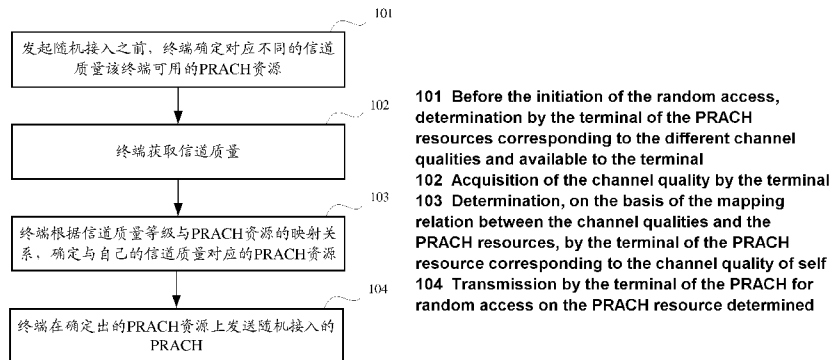 101
发起随机接入之前，终端确定对应不同的信道
质量该终端可用的PRACH资源
102
终端获取信道质量
103
终端根据信道质量等级与PRACH资源的映射关
系，确定与自己的信道质量对应的PRACH资源
104
终端在确定出的PRACH资源上发送随机接入的
PRACH
101 Before the initiation of the random access,
determination by the terminal of the PRACH
resources corresponding to the different channel
qualities and available to the terminal
102 Acquisition of the channel quality by the terminal
103 Determination, on the basis of the mapping
relation between the channel qualities and the
PRACH resources, by the terminal of the PRACH
resource corresponding to the channel quality of self
104 Transmission by the terminal of the PRACH for
random access on the PRACH resource determined